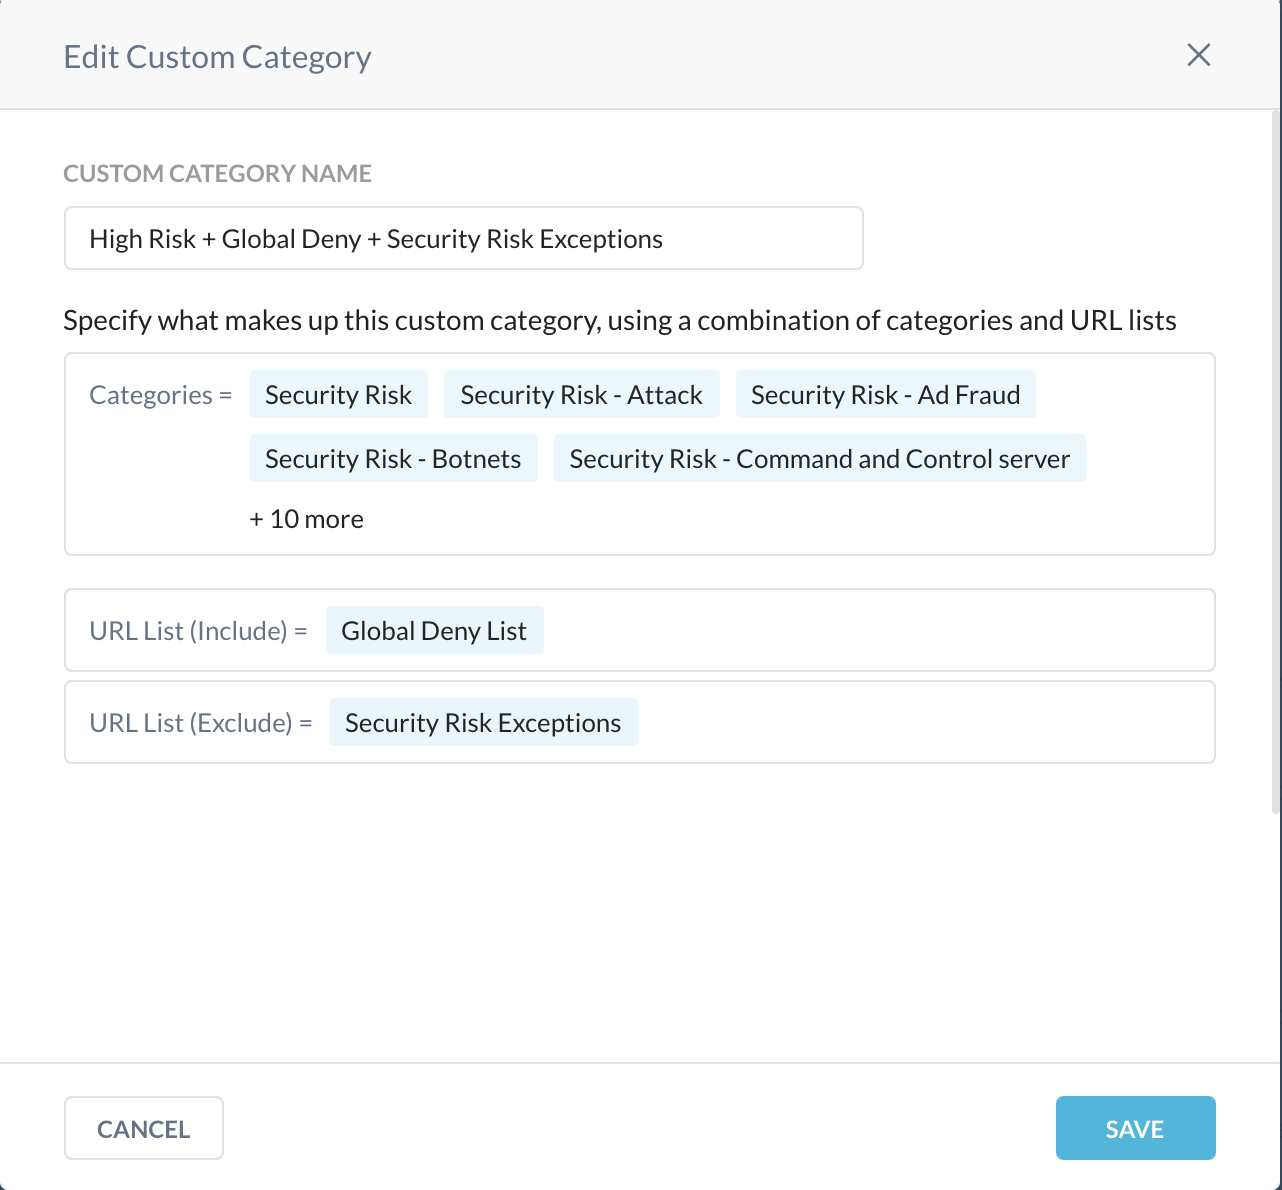 Edit Custom Category
CUSTOM CATEGORY NAME
High Risk + Global Deny + Security Risk Exceptions
Specify what makes up this custom category, using a combination of categories and URL lists
Categories = Security Risk Security Risk - Attack Security Risk - Ad Fraud
Security Risk - Botnets Security Risk - Command and Control server
+ 10 more
URL List (Include) = Global Deny List
URL List (Exclude) = Security Risk Exceptions
CANCEL SAVE